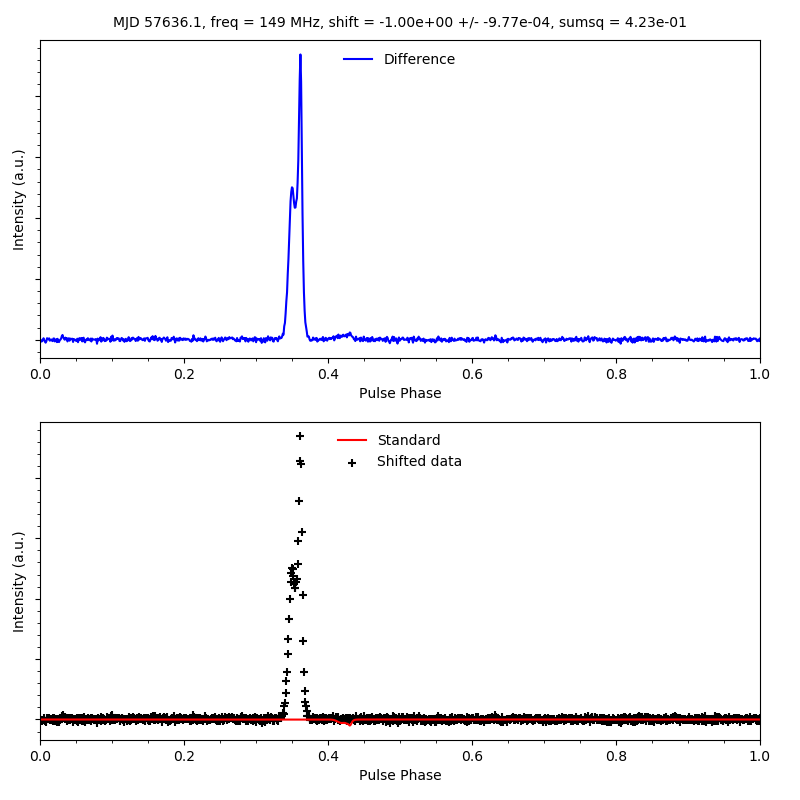 MJD 57636.1, freq = 149 MHz, shift = -1.00e+00 +/- -9.77e-04, sumsq = 4.23e-01
Difference
Intensity (a.u.)
0.0 0.2 0.4 0.6 0.8 1.0
Pulse Phase
Standard
Shifted data
Intensity (a.u.)
0.0 0.2 0.4 0.6 0.8 1.0
Pulse Phase